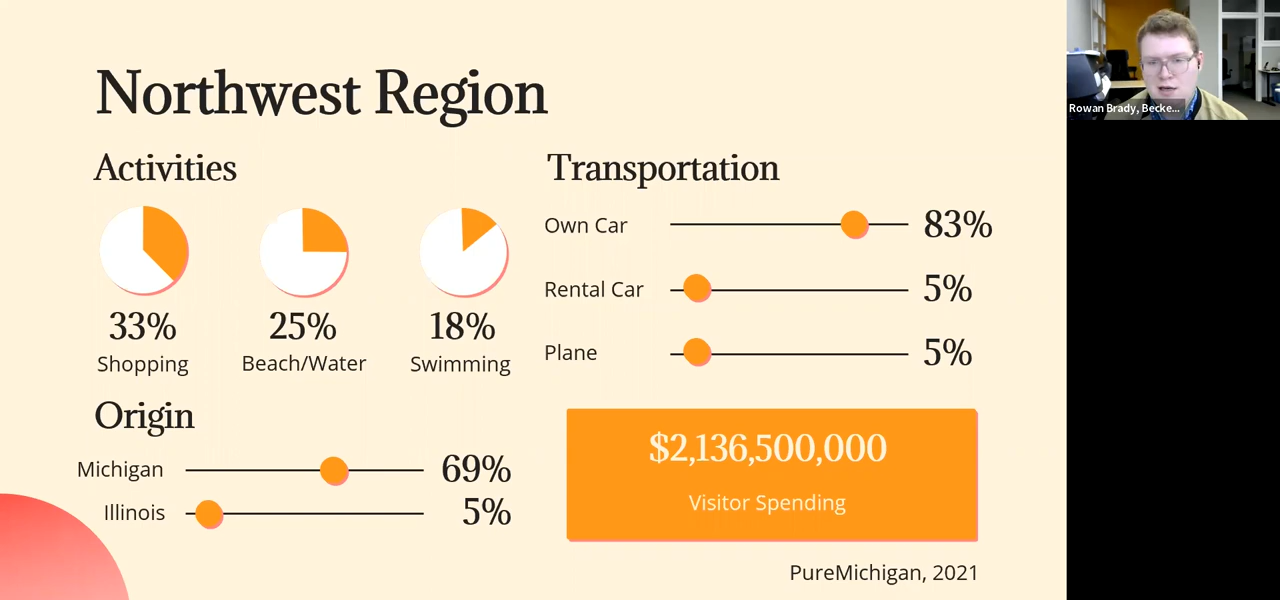 Northwest Region
Activities
33%
Shopping
25%
Beach/Water
18%
Swimming
Origin
Michigan 69%
Illinois 5%
Transportation
Own Car 83%
Rental Car 5%
Plane 5%
$2,136,500,000
Visitor Spending
PureMichigan, 2021
Rowan Brady, Becke...